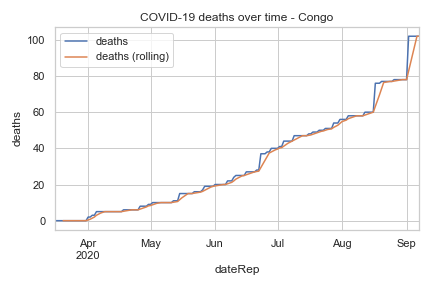 COVID-19 deaths over time - Congo
deaths
deaths (rolling)
deaths
100
80
60
40
20
0
Apr May Jun Jul Aug Sep
2020
dateRep